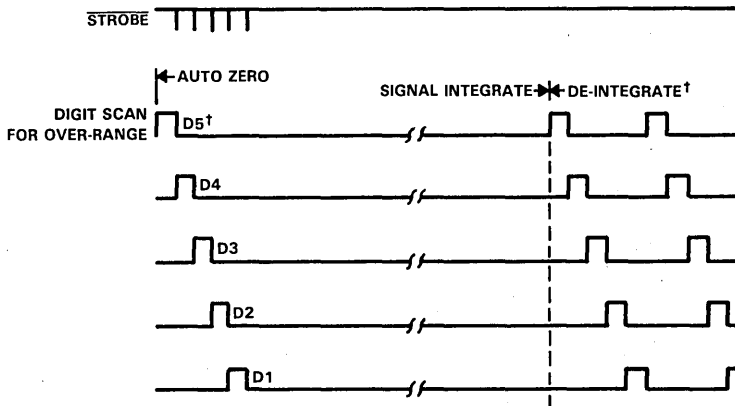 STROBE
AUTO ZERO
SIGNAL INTEGRATE
DE-INTEGRATE†
DIGIT SCAN
FOR OVER-RANGE
D5†
D4
D3
D2
D1